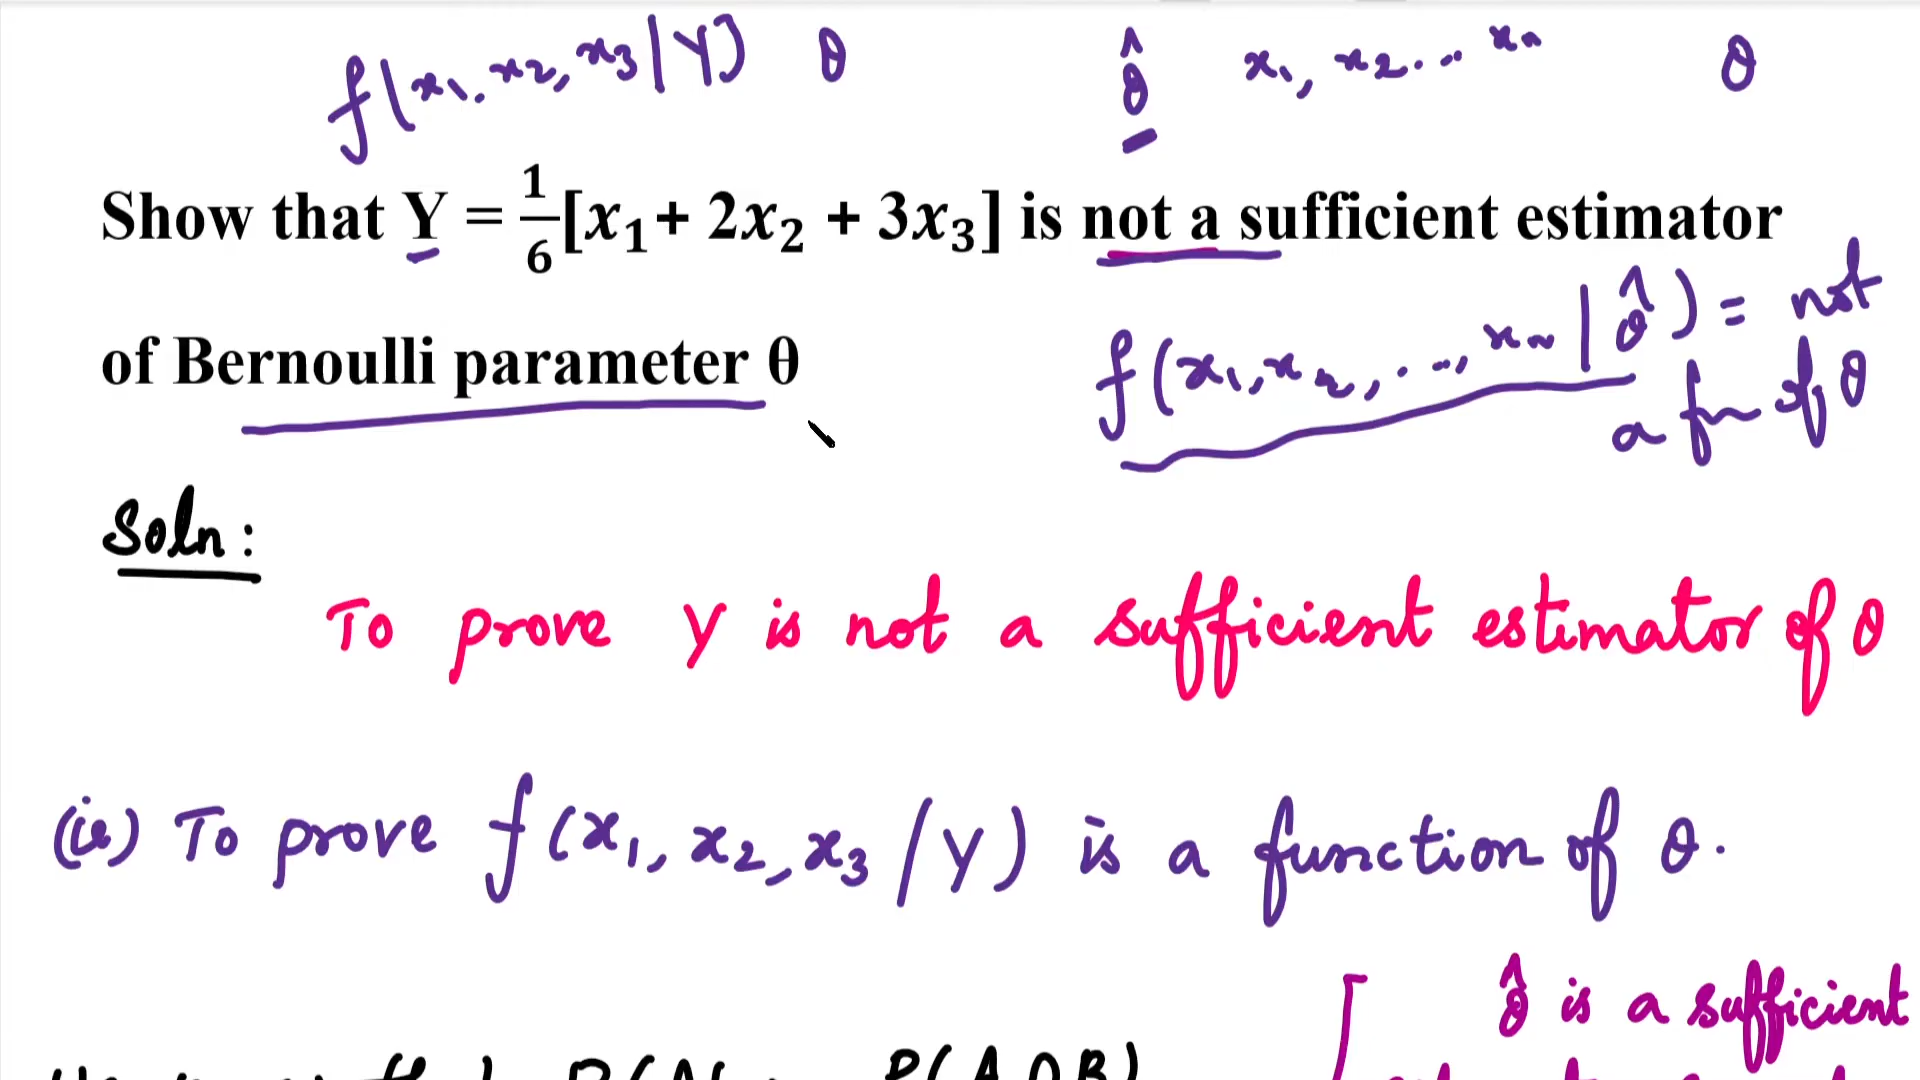 f(x₁, x₂, x₃ | Y) θ θ̂ x₁, x₂... xₙ θ
Show that Y = 1/6 [x₁+ 2x₂ + 3x₃] is not a sufficient estimator
of Bernoulli parameter θ
f(x₁, x₂, ..., xₙ | θ̂) = not
a fn of θ
Soln:
To prove Y is not a sufficient estimator of θ
(ie) To prove f(x₁, x₂, x₃ / Y) is a function of θ.
θ̂ is a sufficient
P(A∩B)